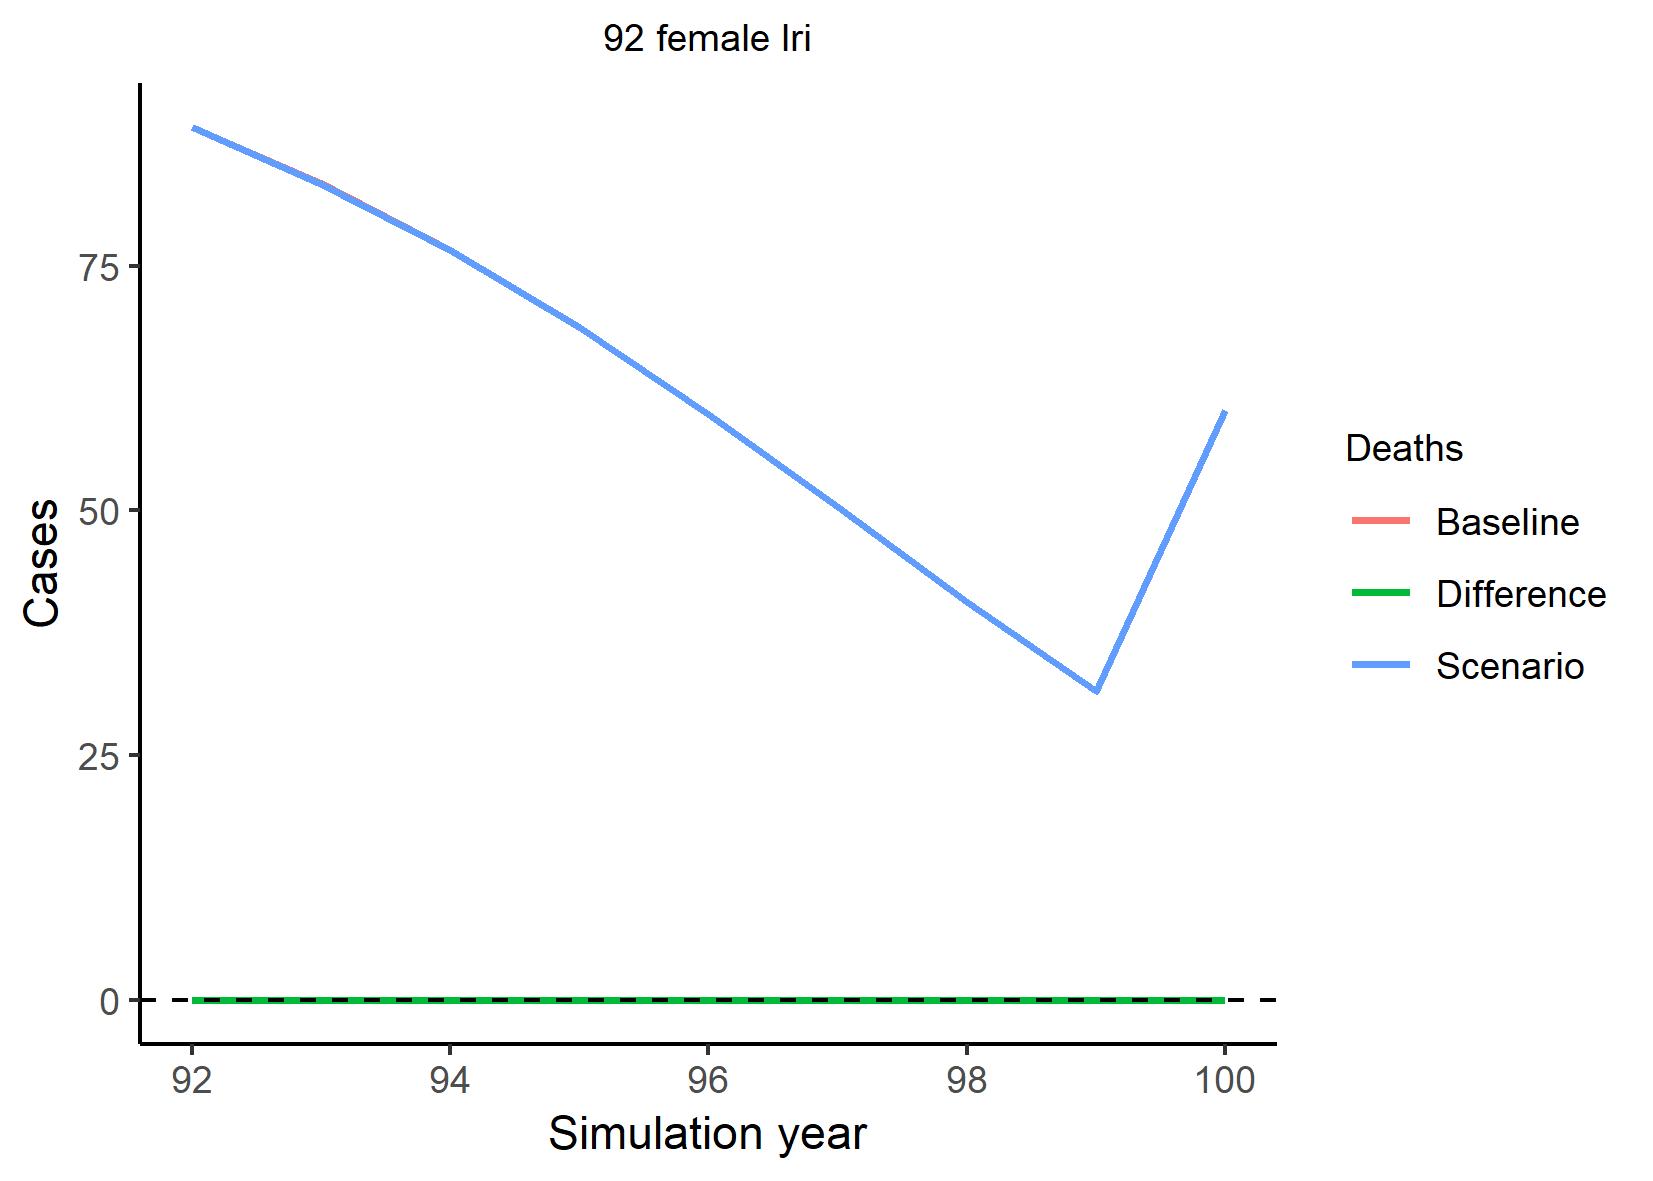 92 female lri
Cases
75
50
25
0
92
94
96
98
100
Simulation year
Deaths
Baseline
Difference
Scenario